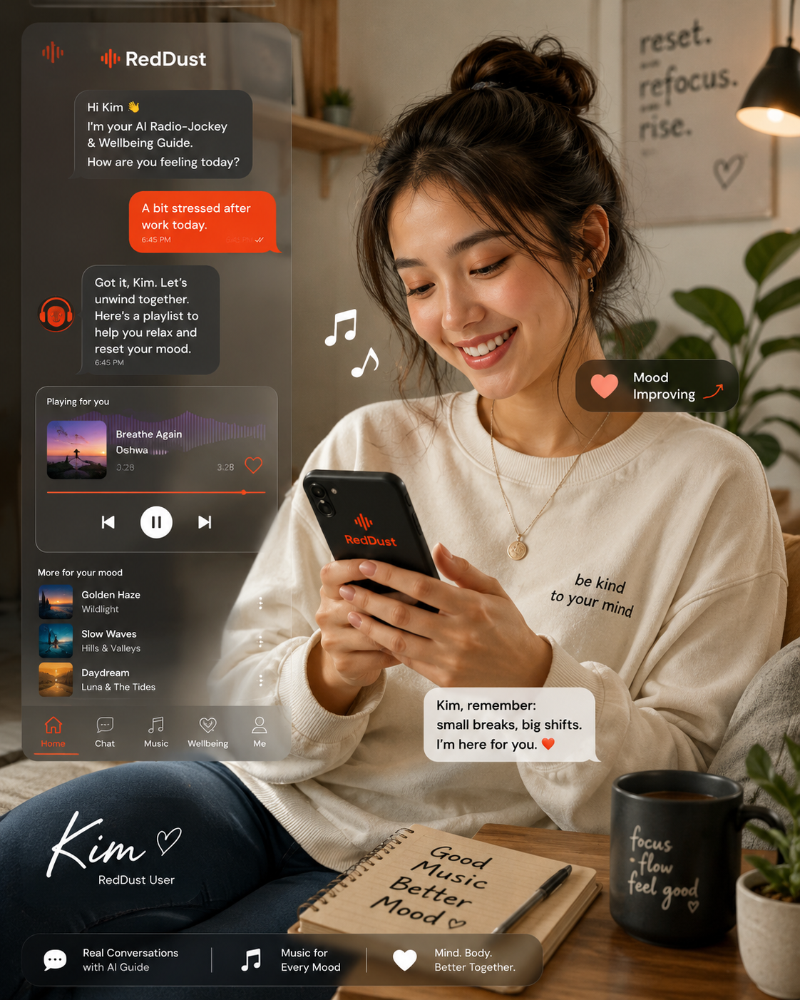 RedDust
Hi Kim 👋
I'm your AI Radio-Jockey
& Wellbeing Guide.
How are you feeling today?
A bit stressed after
work today.
6:45 PM
Got it, Kim. Let's
unwind together.
Here's a playlist to
help you relax and
reset your mood.
6:45 PM
Playing for you
Breathe Again
Oshwa
3:28
3:28
More for your mood
Golden Haze
Wildlight
Slow Waves
Hills & Valleys
Daydream
Luna & The Tides
Home
Chat
Music
Wellbeing
Me
reset.
refocus.
rise.
Mood
Improving
RedDust
be kind
to your mind
Kim, remember:
small breaks, big shifts.
I'm here for you. ❤️
Kim
RedDust User
Good
Music
Better
Mood
focus
flow
feel good
Real Conversations
with AI Guide
Music for
Every Mood
Mind. Body.
Better Together.